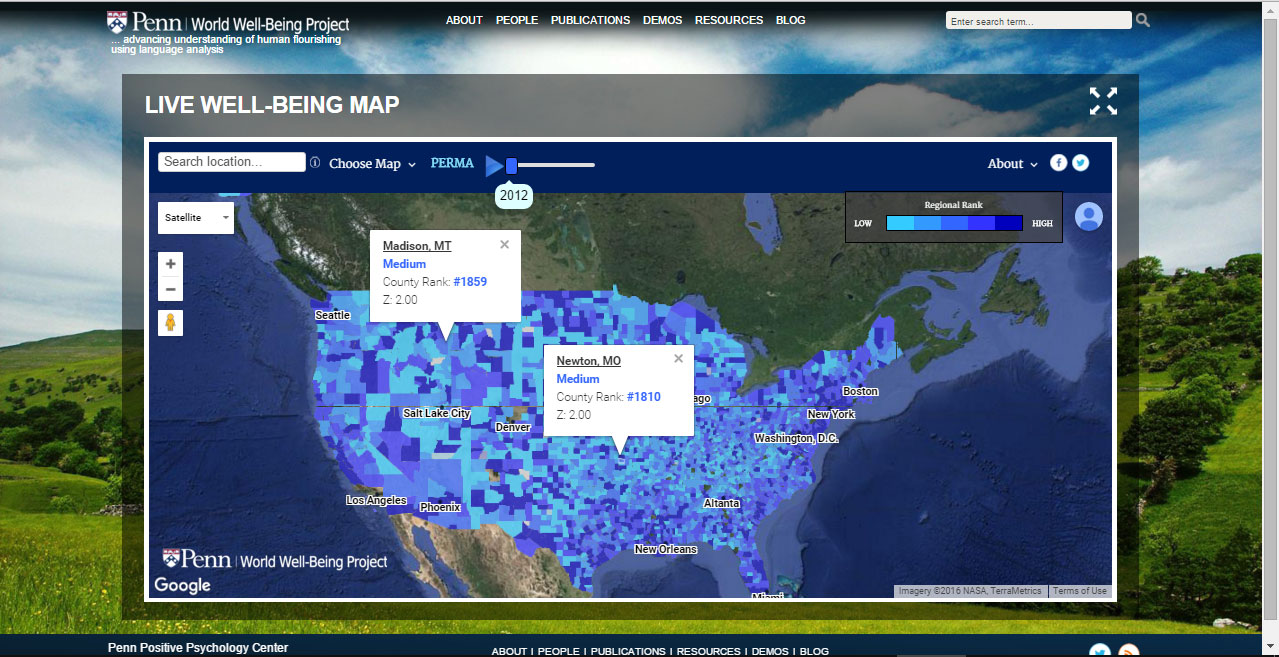 Penn | World Well-Being Project
... advancing understanding of human flourishing
using language analysis
ABOUT PEOPLE PUBLICATIONS DEMOS RESOURCES BLOG
Enter search term...
LIVE WELL-BEING MAP
Search location...
Choose Map
PERMA
2012
About
Satellite
Regional Rank
LOW
HIGH
+
−
Madison, MT
Medium
County Rank: #1859
Z: 2.00
Seattle
Newton, MO
Medium
County Rank: #1810
Z: 2.00
ago
Boston
New York
Salt Lake City
Denver
Washington, D.C.
Los Angeles
Phoenix
Altanta
New Orleans
Miami
Penn | World Well-Being Project
Google
Imagery ©2016 NASA, TerraMetrics
Terms of Use
Penn Positive Psychology Center
ABOUT | PEOPLE | PUBLICATIONS | RESOURCES | DEMOS | BLOG